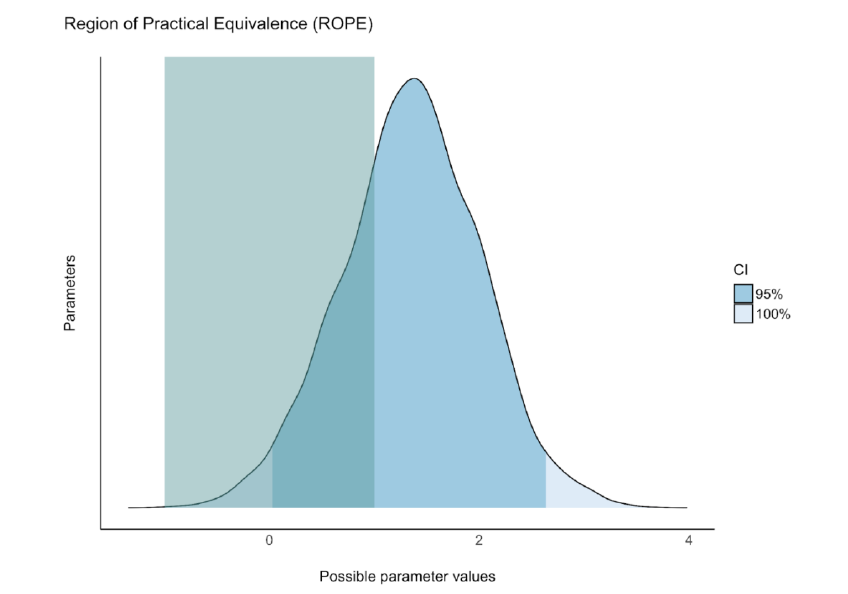 Region of Practical Equivalence (ROPE)
Parameters
CI
95%
100%
0 2 4
Possible parameter values